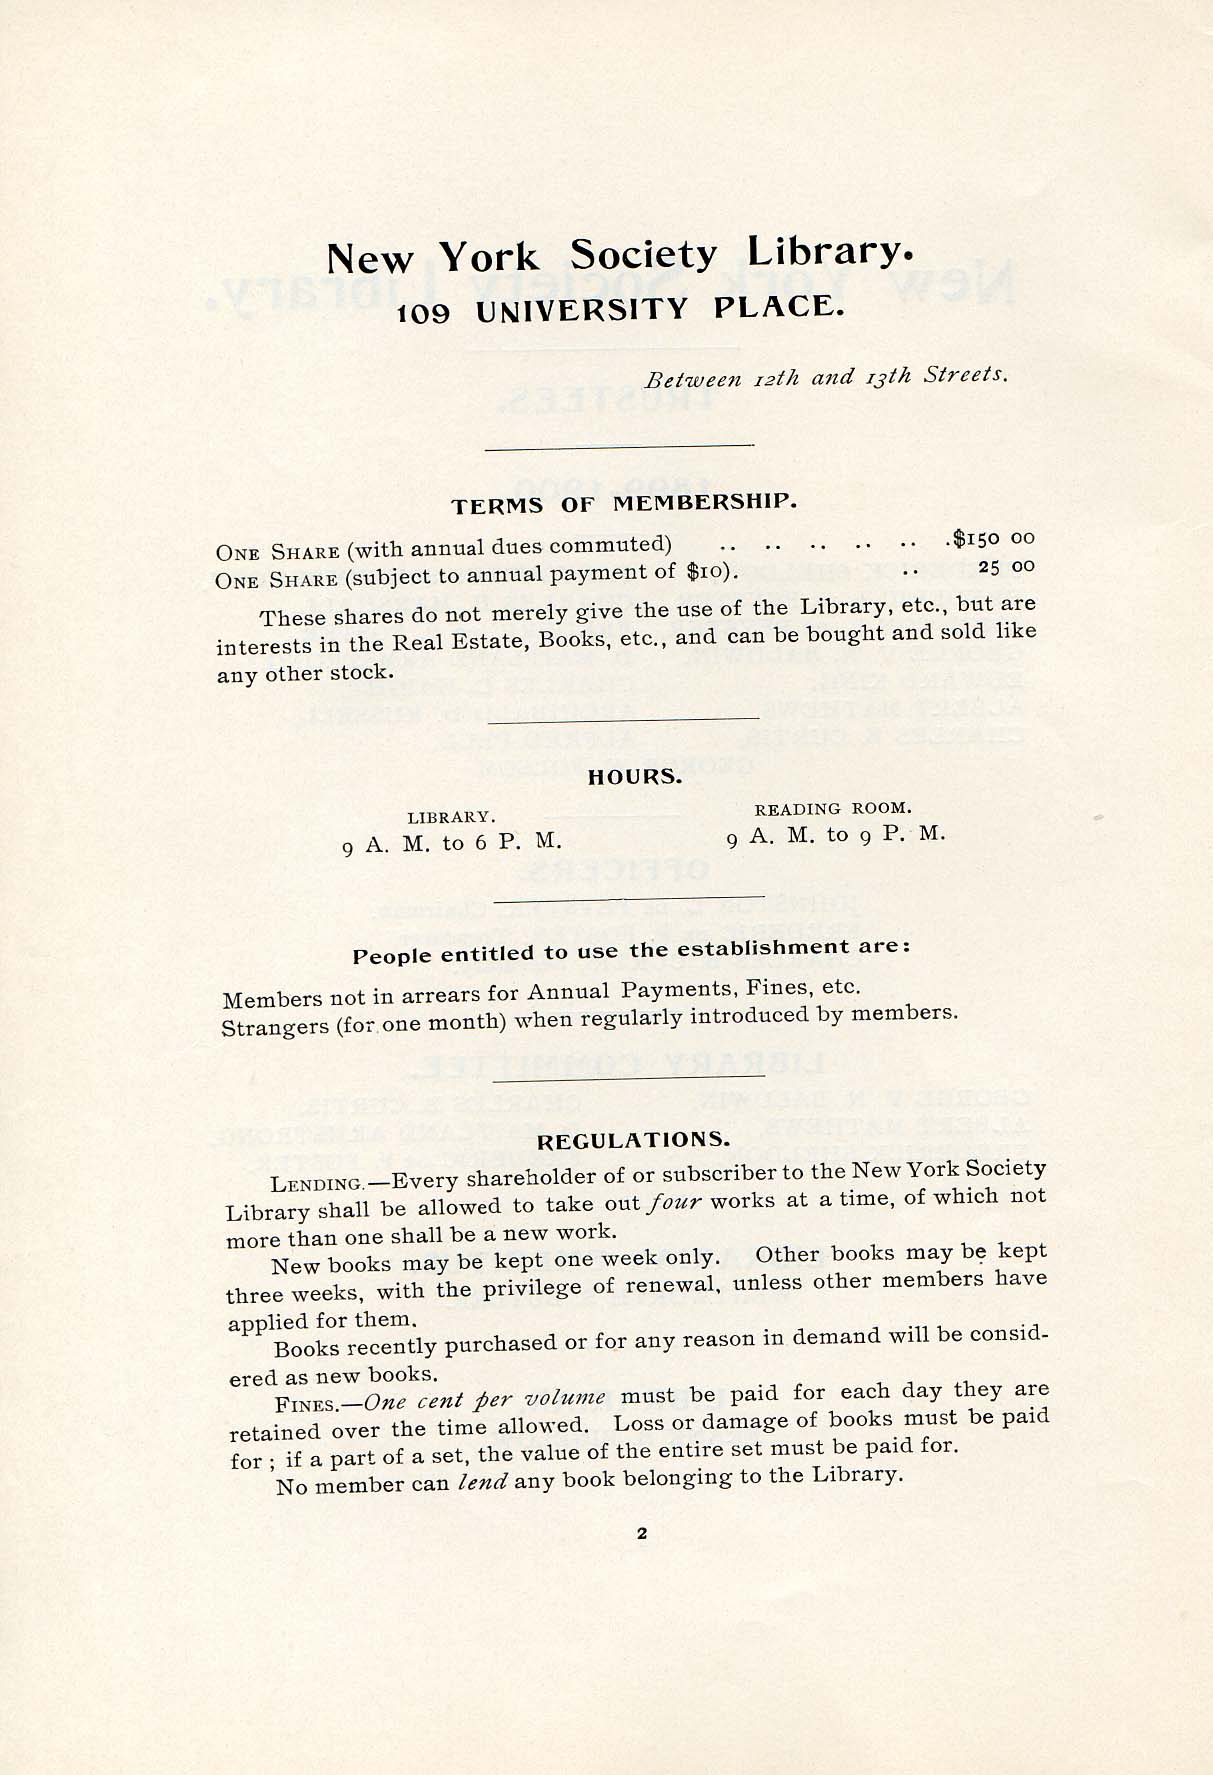 New York Society Library.
109 UNIVERSITY PLACE.
Between 12th and 13th Streets.
TERMS OF MEMBERSHIP.
ONE SHARE (with annual dues commuted) .. .. .. .. .. .$150 00
ONE SHARE (subject to annual payment of $10). .. 25 00
These shares do not merely give the use of the Library, etc., but are
interests in the Real Estate, Books, etc., and can be bought and sold like
any other stock.
HOURS.
LIBRARY. READING ROOM.
9 A. M. to 6 P. M. 9 A. M. to 9 P. M.
People entitled to use the establishment are:
Members not in arrears for Annual Payments, Fines, etc.
Strangers (for one month) when regularly introduced by members.
REGULATIONS.
LENDING.—Every shareholder of or subscriber to the New York Society
Library shall be allowed to take out four works at a time, of which not
more than one shall be a new work.
New books may be kept one week only. Other books may be kept
three weeks, with the privilege of renewal, unless other members have
applied for them.
Books recently purchased or for any reason in demand will be consid-
ered as new books.
FINES.—One cent per volume must be paid for each day they are
retained over the time allowed. Loss or damage of books must be paid
for ; if a part of a set, the value of the entire set must be paid for.
No member can lend any book belonging to the Library.
2